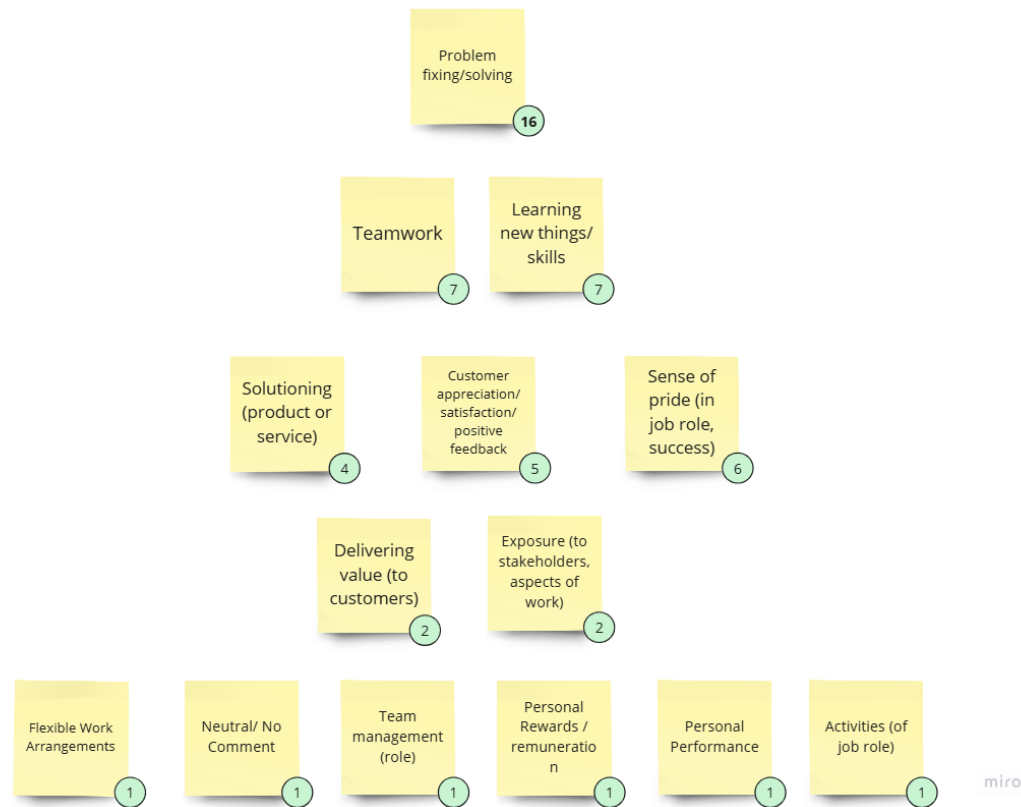 Problem
fixing/solving
16
Teamwork
7
Learning
new things/
skills
7
Solutioning
(product or
service)
4
Customer
appreciation/
satisfaction/
positive
feedback
5
Sense of
pride (in
job role,
success)
6
Delivering
value (to
customers)
2
Exposure (to
stakeholders,
aspects of
work)
2
Flexible Work
Arrangements
1
Neutral/ No
Comment
1
Team
management
(role)
1
Personal
Rewards /
remuneratio
n
1
Personal
Performance
1
Activities (of
job role)
1
miro